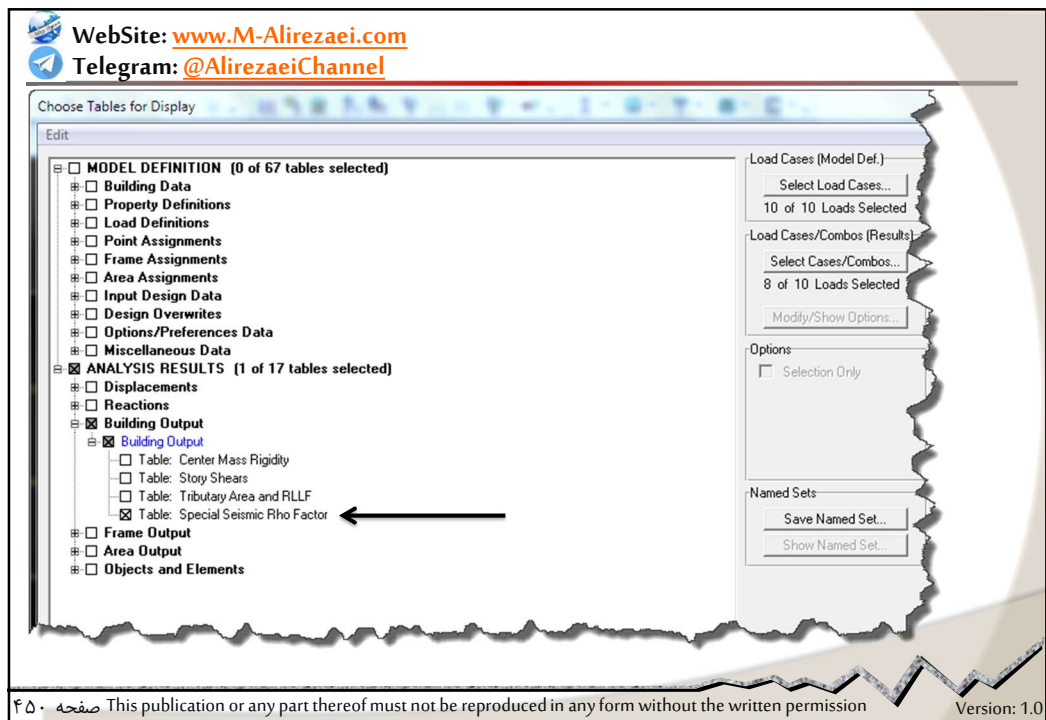 WebSite: www.M-Alirezaei.com
Telegram: @AlirezaeiChannel
Choose Tables for Display
Edit
MODEL DEFINITION (0 of 67 tables selected)
Building Data
Property Definitions
Load Definitions
Point Assignments
Frame Assignments
Area Assignments
Input Design Data
Design Overwrites
Options/Preferences Data
Miscellaneous Data
ANALYSIS RESULTS (1 of 17 tables selected)
Displacements
Reactions
Building Output
Building Output
Table: Center Mass Rigidity
Table: Story Shears
Table: Tributary Area and RLLF
Table: Special Seismic Rho Factor
Frame Output
Area Output
Objects and Elements
Load Cases (Model Def.)
Select Load Cases...
10 of 10 Loads Selected
Load Cases/Combos (Results)
Select Cases/Combos...
8 of 10 Loads Selected
Modify/Show Options...
Options
Selection Only
Named Sets
Save Named Set...
Show Named Set...
صفحه ۴۵۰ This publication or any part thereof must not be reproduced in any form without the written permission Version: 1.0